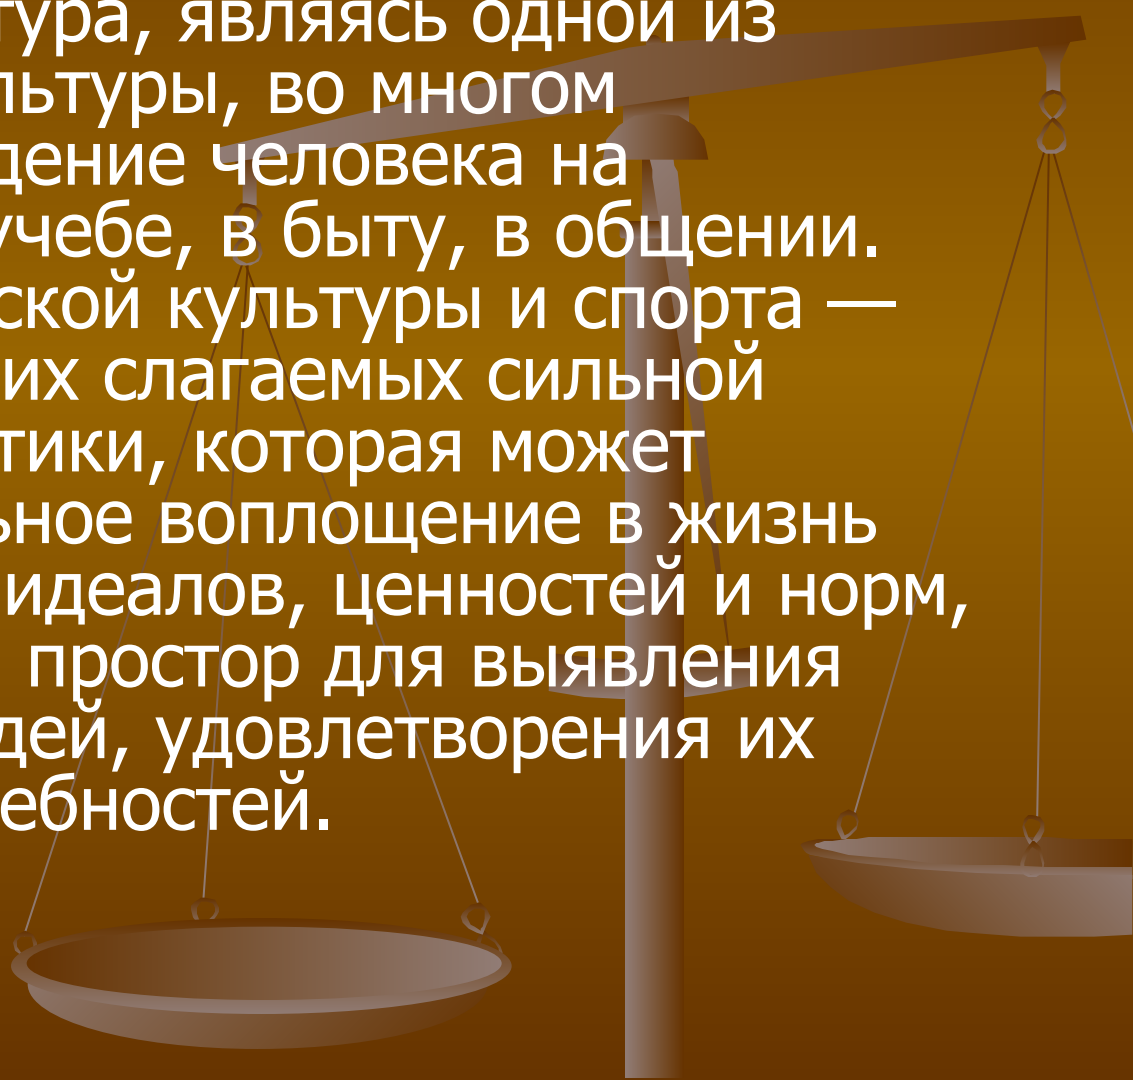 тура, являясь одной из
льтуры, во многом
дение человека на
учебе, в быту, в общении.
ской культуры и спорта —
их слагаемых сильной
тики, которая может
ьное воплощение в жизнь
идеалов, ценностей и норм,
простор для выявления
дей, удовлетворения их
ебностей.